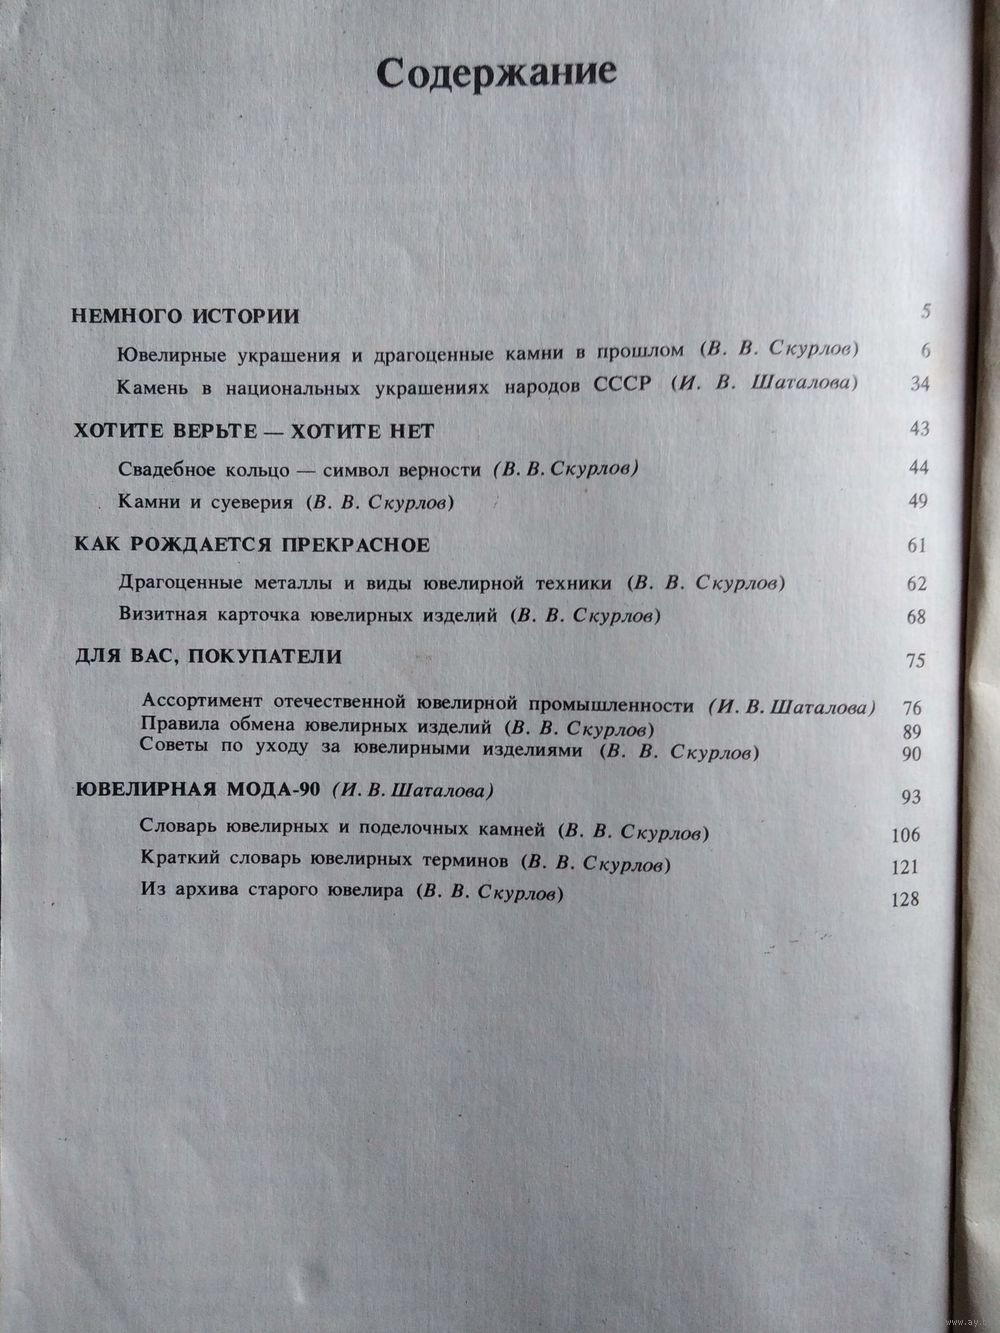 Содержание
НЕМНОГО ИСТОРИИ 5
Ювелирные украшения и драгоценные камни в прошлом (В. В. Скурлов) 6
Камень в национальных украшениях народов СССР (И. В. Шаталова) 34
ХОТИТЕ ВЕРЬТЕ — ХОТИТЕ НЕТ 43
Свадебное кольцо — символ верности (В. В. Скурлов) 44
Камни и суеверия (В. В. Скурлов) 49
КАК РОЖДАЕТСЯ ПРЕКРАСНОЕ 61
Драгоценные металлы и виды ювелирной техники (В. В. Скурлов) 62
Визитная карточка ювелирных изделий (В. В. Скурлов) 68
ДЛЯ ВАС, ПОКУПАТЕЛИ 75
Ассортимент отечественной ювелирной промышленности (И. В. Шаталова) 76
Правила обмена ювелирных изделий (В. В. Скурлов) 89
Советы по уходу за ювелирными изделиями (В. В. Скурлов) 90
ЮВЕЛИРНАЯ МОДА-90 (И. В. Шаталова) 93
Словарь ювелирных и поделочных камней (В. В. Скурлов) 106
Краткий словарь ювелирных терминов (В. В. Скурлов) 121
Из архива старого ювелира (В. В. Скурлов) 128